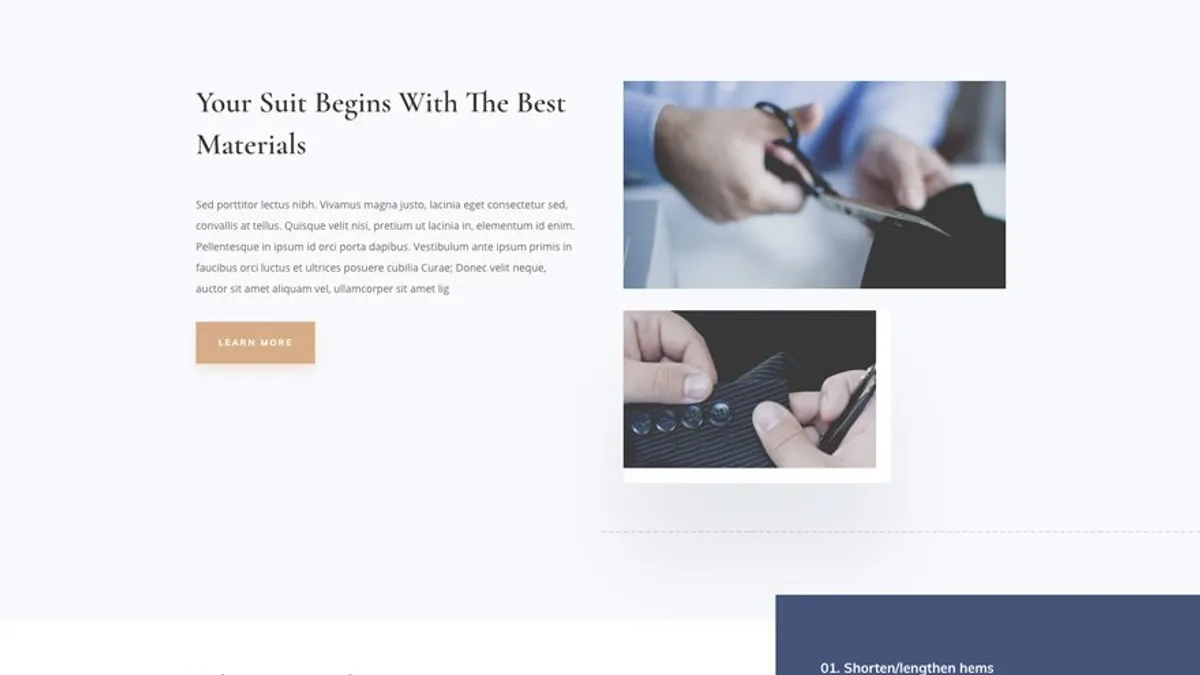 Your Suit Begins With The Best
Materials
Sed porttitor lectus nibh. Vivamus magna justo, lacinia eget consectetur sed,
convallis at tellus. Quisque velit nisi, pretium ut lacinia in, elementum id enim.
Pellentesque in ipsum id orci porta dapibus. Vestibulum ante ipsum primis in
faucibus orci luctus et ultrices posuere cubilia Curae; Donec velit neque,
auctor sit amet aliquam vel, ullamcorper sit amet lig
LEARN MORE
01. Shorten/lengthen hems